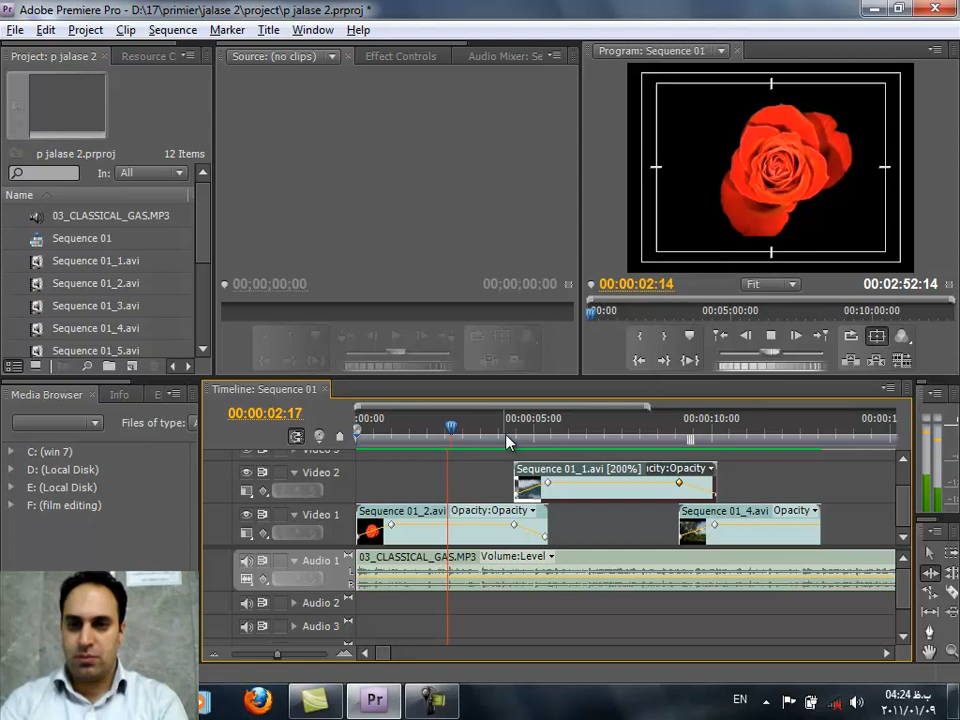 Adobe Premiere Pro - D:\17\primier\jalase 2\project\p jalase 2.prproj *
File Edit Project Clip Sequence Marker Title Window Help
Project: p jalase 2 Resource C
Source: (no clips) Effect Controls Audio Mixer: Se
Program: Sequence 01
p jalase 2.prproj 12 Items
In: All
Name
03_CLASSICAL_GAS.MP3
Sequence 01
Sequence 01_1.avi
Sequence 01_2.avi
Sequence 01_3.avi
Sequence 01_4.avi
Sequence 01_5.avi
00;00;00;00 00;00;00;00
00:00:02:14 Fit 00:02:52:14
00:00 00:05:00:00 00:10:00:00
Media Browser Info E
Files of type:
C: (win 7)
D: (Local Disk)
E: (Local Disk)
F: (film editing)
Timeline: Sequence 01
00:00:02:17
:00:00 00:00:05:00 00:00:10:00 00:00:1
Video 2
Sequence 01_1.avi [200%] icity:Opacity
Video 1
Sequence 01_2.avi Opacity:Opacity
Sequence 01_4.avi Opacity
Audio 1
03_CLASSICAL_GAS.MP3 Volume:Level
L
R
Audio 2
Audio 3
Pr
EN
04:24 ب.ظ
۲۰۱۱/۰۱/۰۹